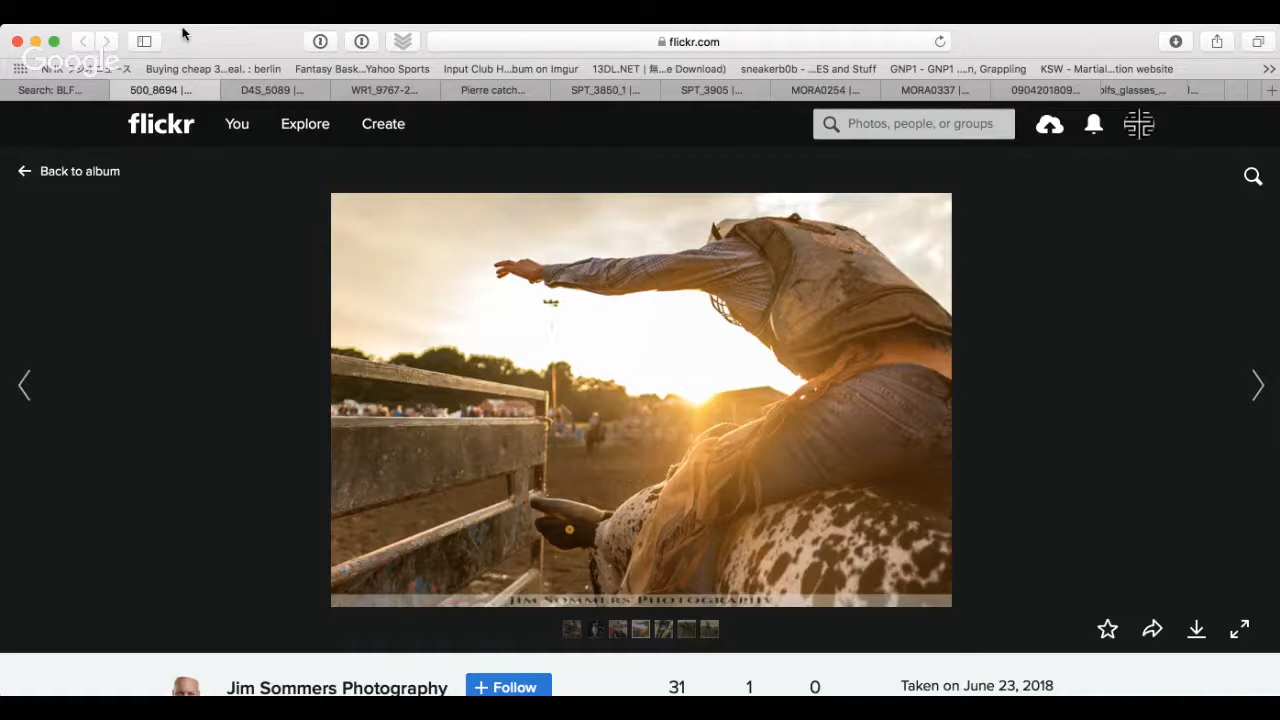 flickr.com
Google
Buying cheap 3...eal. : berlin Fantasy Bask...Yahoo Sports Input Club H...bum on Imgur 13DL.NET | 無...e Download) sneakerb0b - ...ES and Stuff GNP1 - GNP1 ....n, Grappling KSW - Martial...tion website >>
Search: BLF... 500_8694 |... D4S_5089 |... WR1_9767-2... Pierre catch... SPT_3850_1 |... SPT_3905 |... MORA0254 |... MORA0337 |... 0904201809... olfs_glasses_... I...
flickr You Explore Create Photos, people, or groups
Back to album
JIM SOMMERS PHOTOGRAPHY
Jim Sommers Photography + Follow 31 1 0 Taken on June 23, 2018